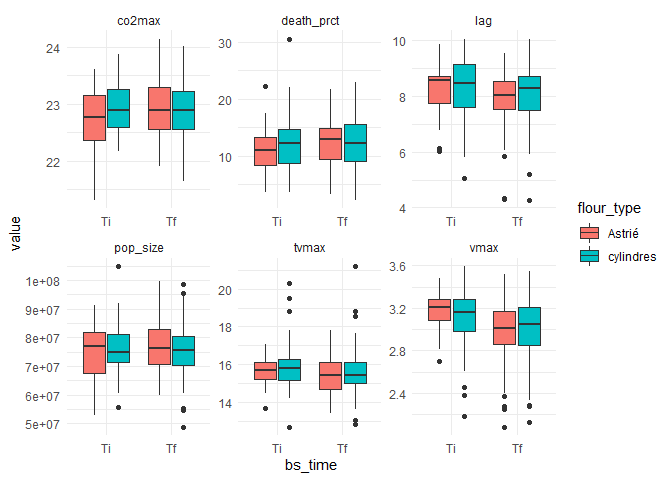 co2max
death_prct
lag
24
23
22
30
20
10
10
8
6
4
Ti
Tf
Ti
Tf
Ti
Tf
value
flour_type
Astrié
cylindres
pop_size
tvmax
vmax
1e+08
9e+07
8e+07
7e+07
6e+07
5e+07
20
18
16
14
3.6
3.2
2.8
2.4
Ti
Tf
Ti
Tf
Ti
Tf
bs_time